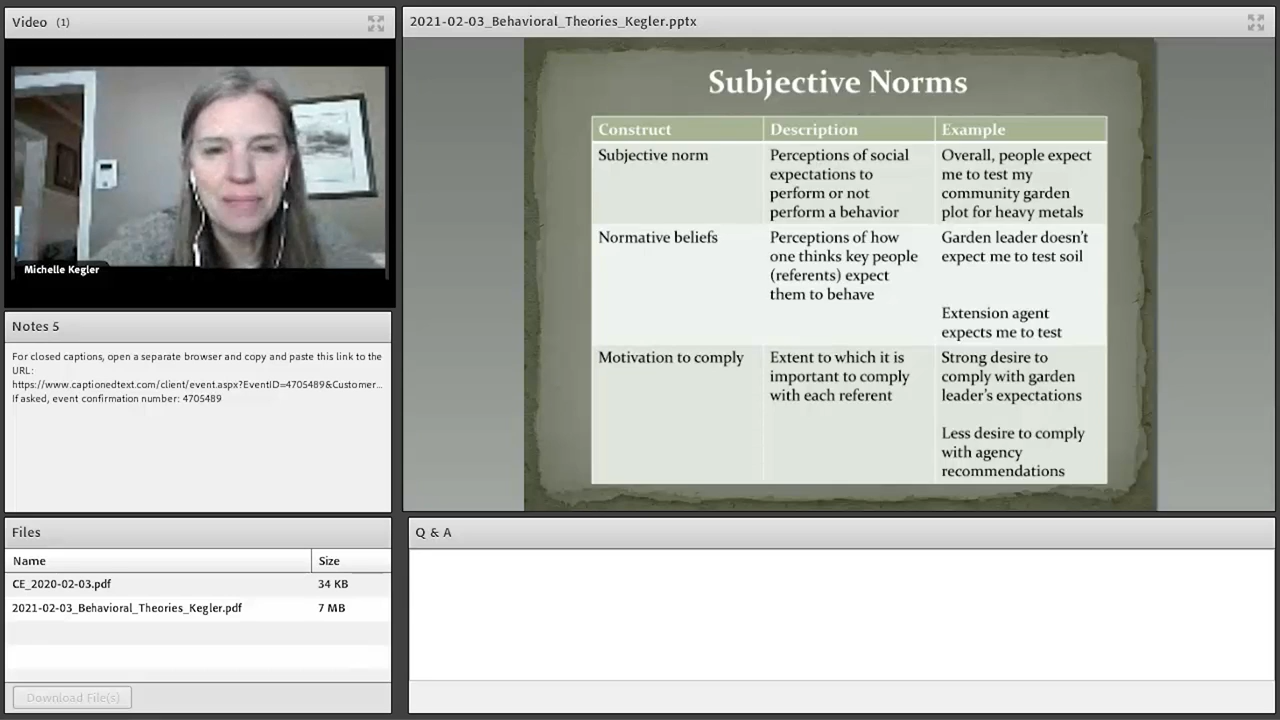 Video (1)
Michelle Kegler
Notes 5
For closed captions, open a separate browser and copy and paste this link to the
URL:
https://www.captionedtext.com/client/event.aspx?EventID=4705489&Customer...
If asked, event confirmation number: 4705489
Files
Name Size
CE_2020-02-03.pdf 34 KB
2021-02-03_Behavioral_Theories_Kegler.pdf 7 MB
Download File(s)
2021-02-03_Behavioral_Theories_Kegler.pptx
Subjective Norms
Construct Description Example
Subjective norm
Perceptions of social
expectations to
perform or not
perform a behavior
Overall, people expect
me to test my
community garden
plot for heavy metals
Normative beliefs
Perceptions of how
one thinks key people
(referents) expect
them to behave
Garden leader doesn't
expect me to test soil
Extension agent
expects me to test
Motivation to comply
Extent to which it is
important to comply
with each referent
Strong desire to
comply with garden
leader's expectations
Less desire to comply
with agency
recommendations
Q & A